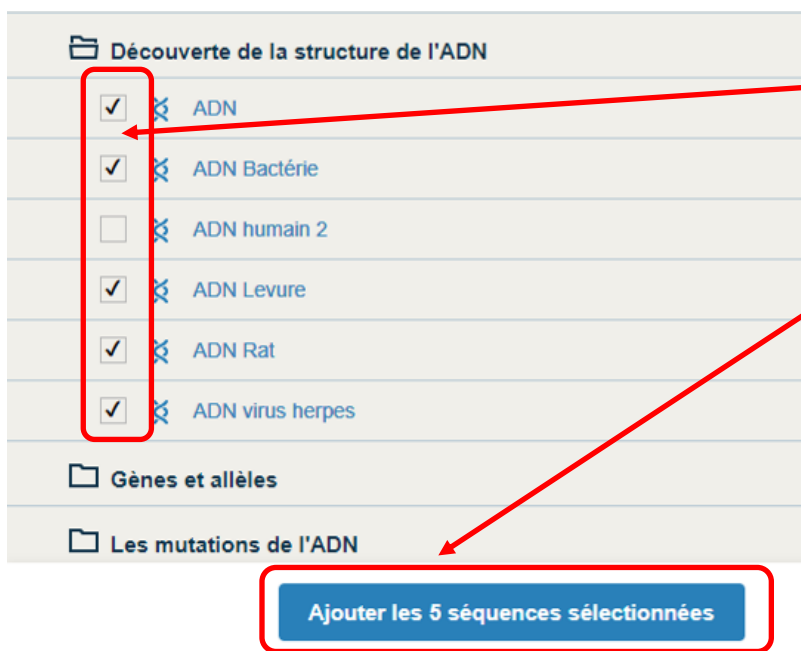 Découverte de la structure de l'ADN
ADN
ADN Bactérie
ADN humain 2
ADN Levure
ADN Rat
ADN virus herpes
Gènes et allèles
Les mutations de l'ADN
Ajouter les 5 séquences sélectionnées